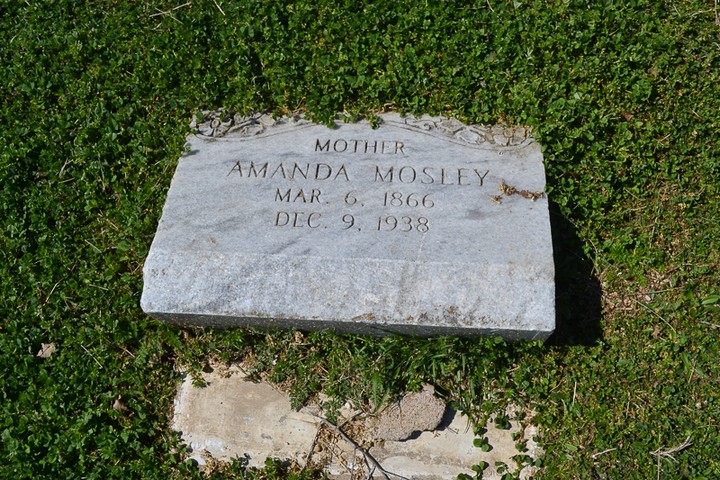 MOTHER
AMANDA MOSLEY
MAR. 6, 1866
DEC. 9, 1938